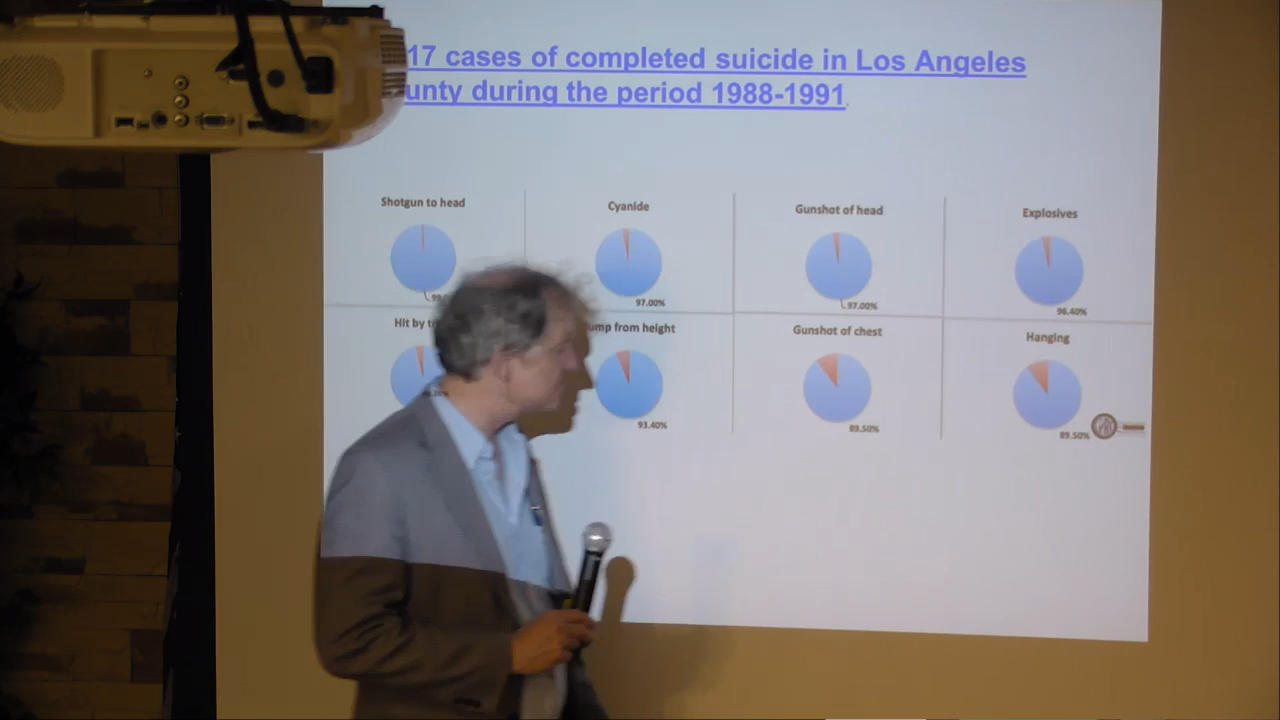 17 cases of completed suicide in Los Angeles
unty during the period 1988-1991.
Shotgun to head
Cyanide
Gunshot of head
Explosives
97.00%
97.00%
96.40%
Hit by
ump from height
Gunshot of chest
Hanging
93.40%
89.50%
89.50%